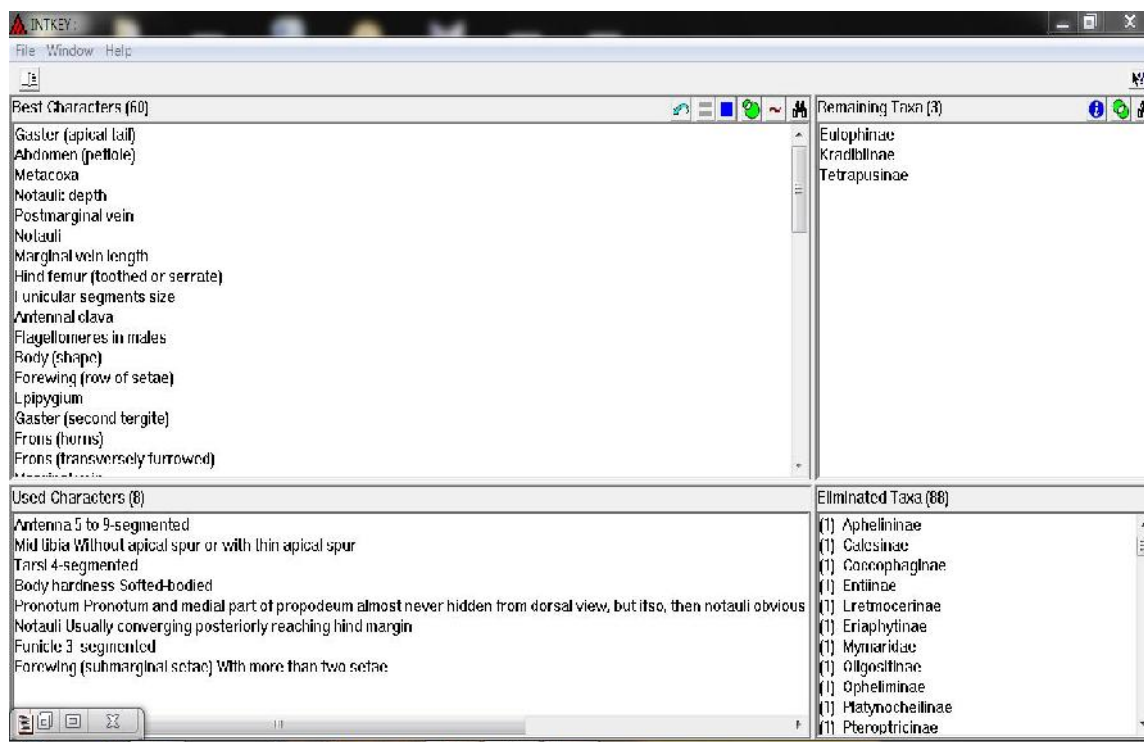 INTKEY:
File Window Help
Best Characters (60)
Gaster (apical tail)
Abdomen (petiole)
Metacoxa
Notauli: depth
Postmarginal vein
Notauli
Marginal vein length
Hind femur (toothed or serrate)
Funicular segments size
Antennal clava
Flagellomeres in males
Body (shape)
Forewing (row of setae)
Epipygium
Gaster (second tergite)
Frons (horns)
Frons (transversely furrowed)
Remaining Taxa (3)
Eulophinae
Kradibiinae
Tetrapusinae
Used Characters (8)
Antenna 5 to 9-segmented
Mid tibia Without apical spur or with thin apical spur
Tarsi 4-segmented
Body hardness Softed-bodied
Pronotum Pronotum and medial part of propodeum almost never hidden from dorsal view, but ifso, then notauli obvious
Notauli Usually converging posteriorly reaching hind margin
Funicle 3-segmented
Forewing (submarginal setae) With more than two setae
Eliminated Taxa (88)
(1) Aphelininae
(1) Calesinae
(1) Coccophaginae
(1) Entiinae
(1) Eretmocerinae
(1) Eriaphytinae
(1) Mymaridae
(1) Oligositinae
(1) Opheliminae
(1) Platynocheilinae
(1) Pteroptricinae